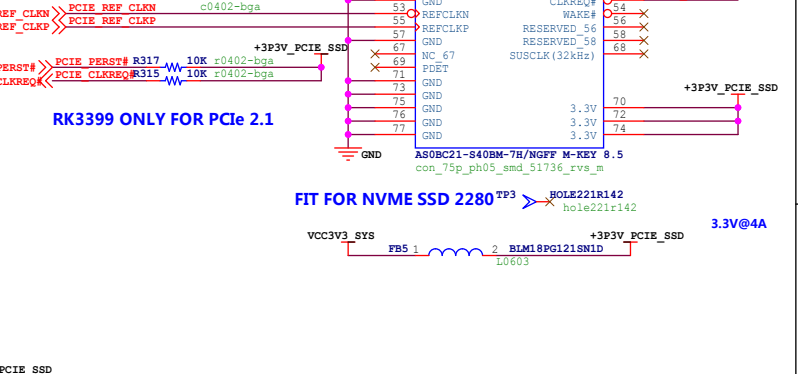 c0402-bga
REF_CLKN PCIE_REF_CLKN
REF_CLKP PCIE_REF_CLKP
53 REFCLKN
55 REFCLKP
57 GND
67 NC_67
69 PDET
71 GND
73 GND
75 GND
76 GND
77 GND
CLKREQ#
WAKE# 54
RESERVED_56 56
RESERVED_58 58
SUSCLK(32kHz) 68
3.3V 70
3.3V 72
3.3V 74
+3P3V_PCIE_SSD
PERST# PCIE_PERST# R317 10K r0402-bga
CLKREQ# PCIE_CLKREQ# R315 10K r0402-bga
+3P3V_PCIE_SSD
RK3399 ONLY FOR PCIe 2.1
GND
AS0BC21-S40BM-7H/NGFF M-KEY 8.5
con_75p_ph05_smd_51736_rvs_m
FIT FOR NVME SSD 2280
TP3 HOLE221R142
hole221r142
3.3V@4A
VCC3V3_SYS
FB5 1 2 BLM18PG121SN1D
L0603
+3P3V_PCIE_SSD
PCIE_SSD